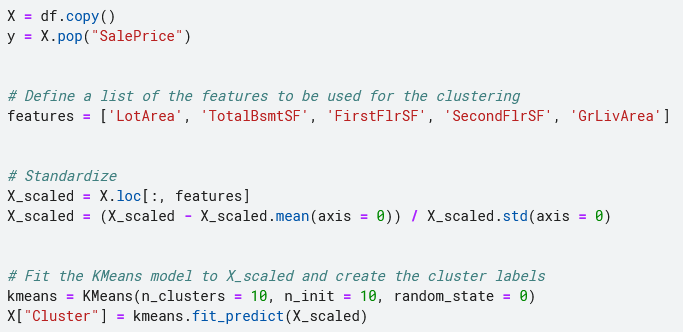 X = df.copy()
y = X.pop("SalePrice")
# Define a list of the features to be used for the clustering
features = ['LotArea', 'TotalBsmtSF', 'FirstFlrSF', 'SecondFlrSF', 'GrLivArea']
# Standardize
X_scaled = X.loc[:, features]
X_scaled = (X_scaled - X_scaled.mean(axis = 0)) / X_scaled.std(axis = 0)
# Fit the KMeans model to X_scaled and create the cluster labels
kmeans = KMeans(n_clusters = 10, n_init = 10, random_state = 0)
X["Cluster"] = kmeans.fit_predict(X_scaled)